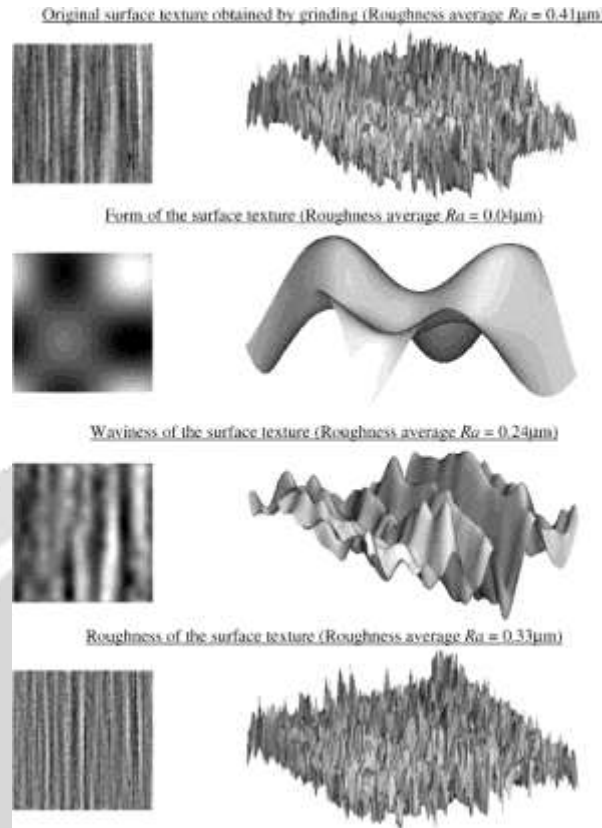 Original surface texture obtained by grinding (Roughness average Ra = 0.41μm)
Form of the surface texture (Roughness average Ra = 0.04μm)
Waviness of the surface texture (Roughness average Ra = 0.24μm)
Roughness of the surface texture (Roughness average Ra = 0.33μm)